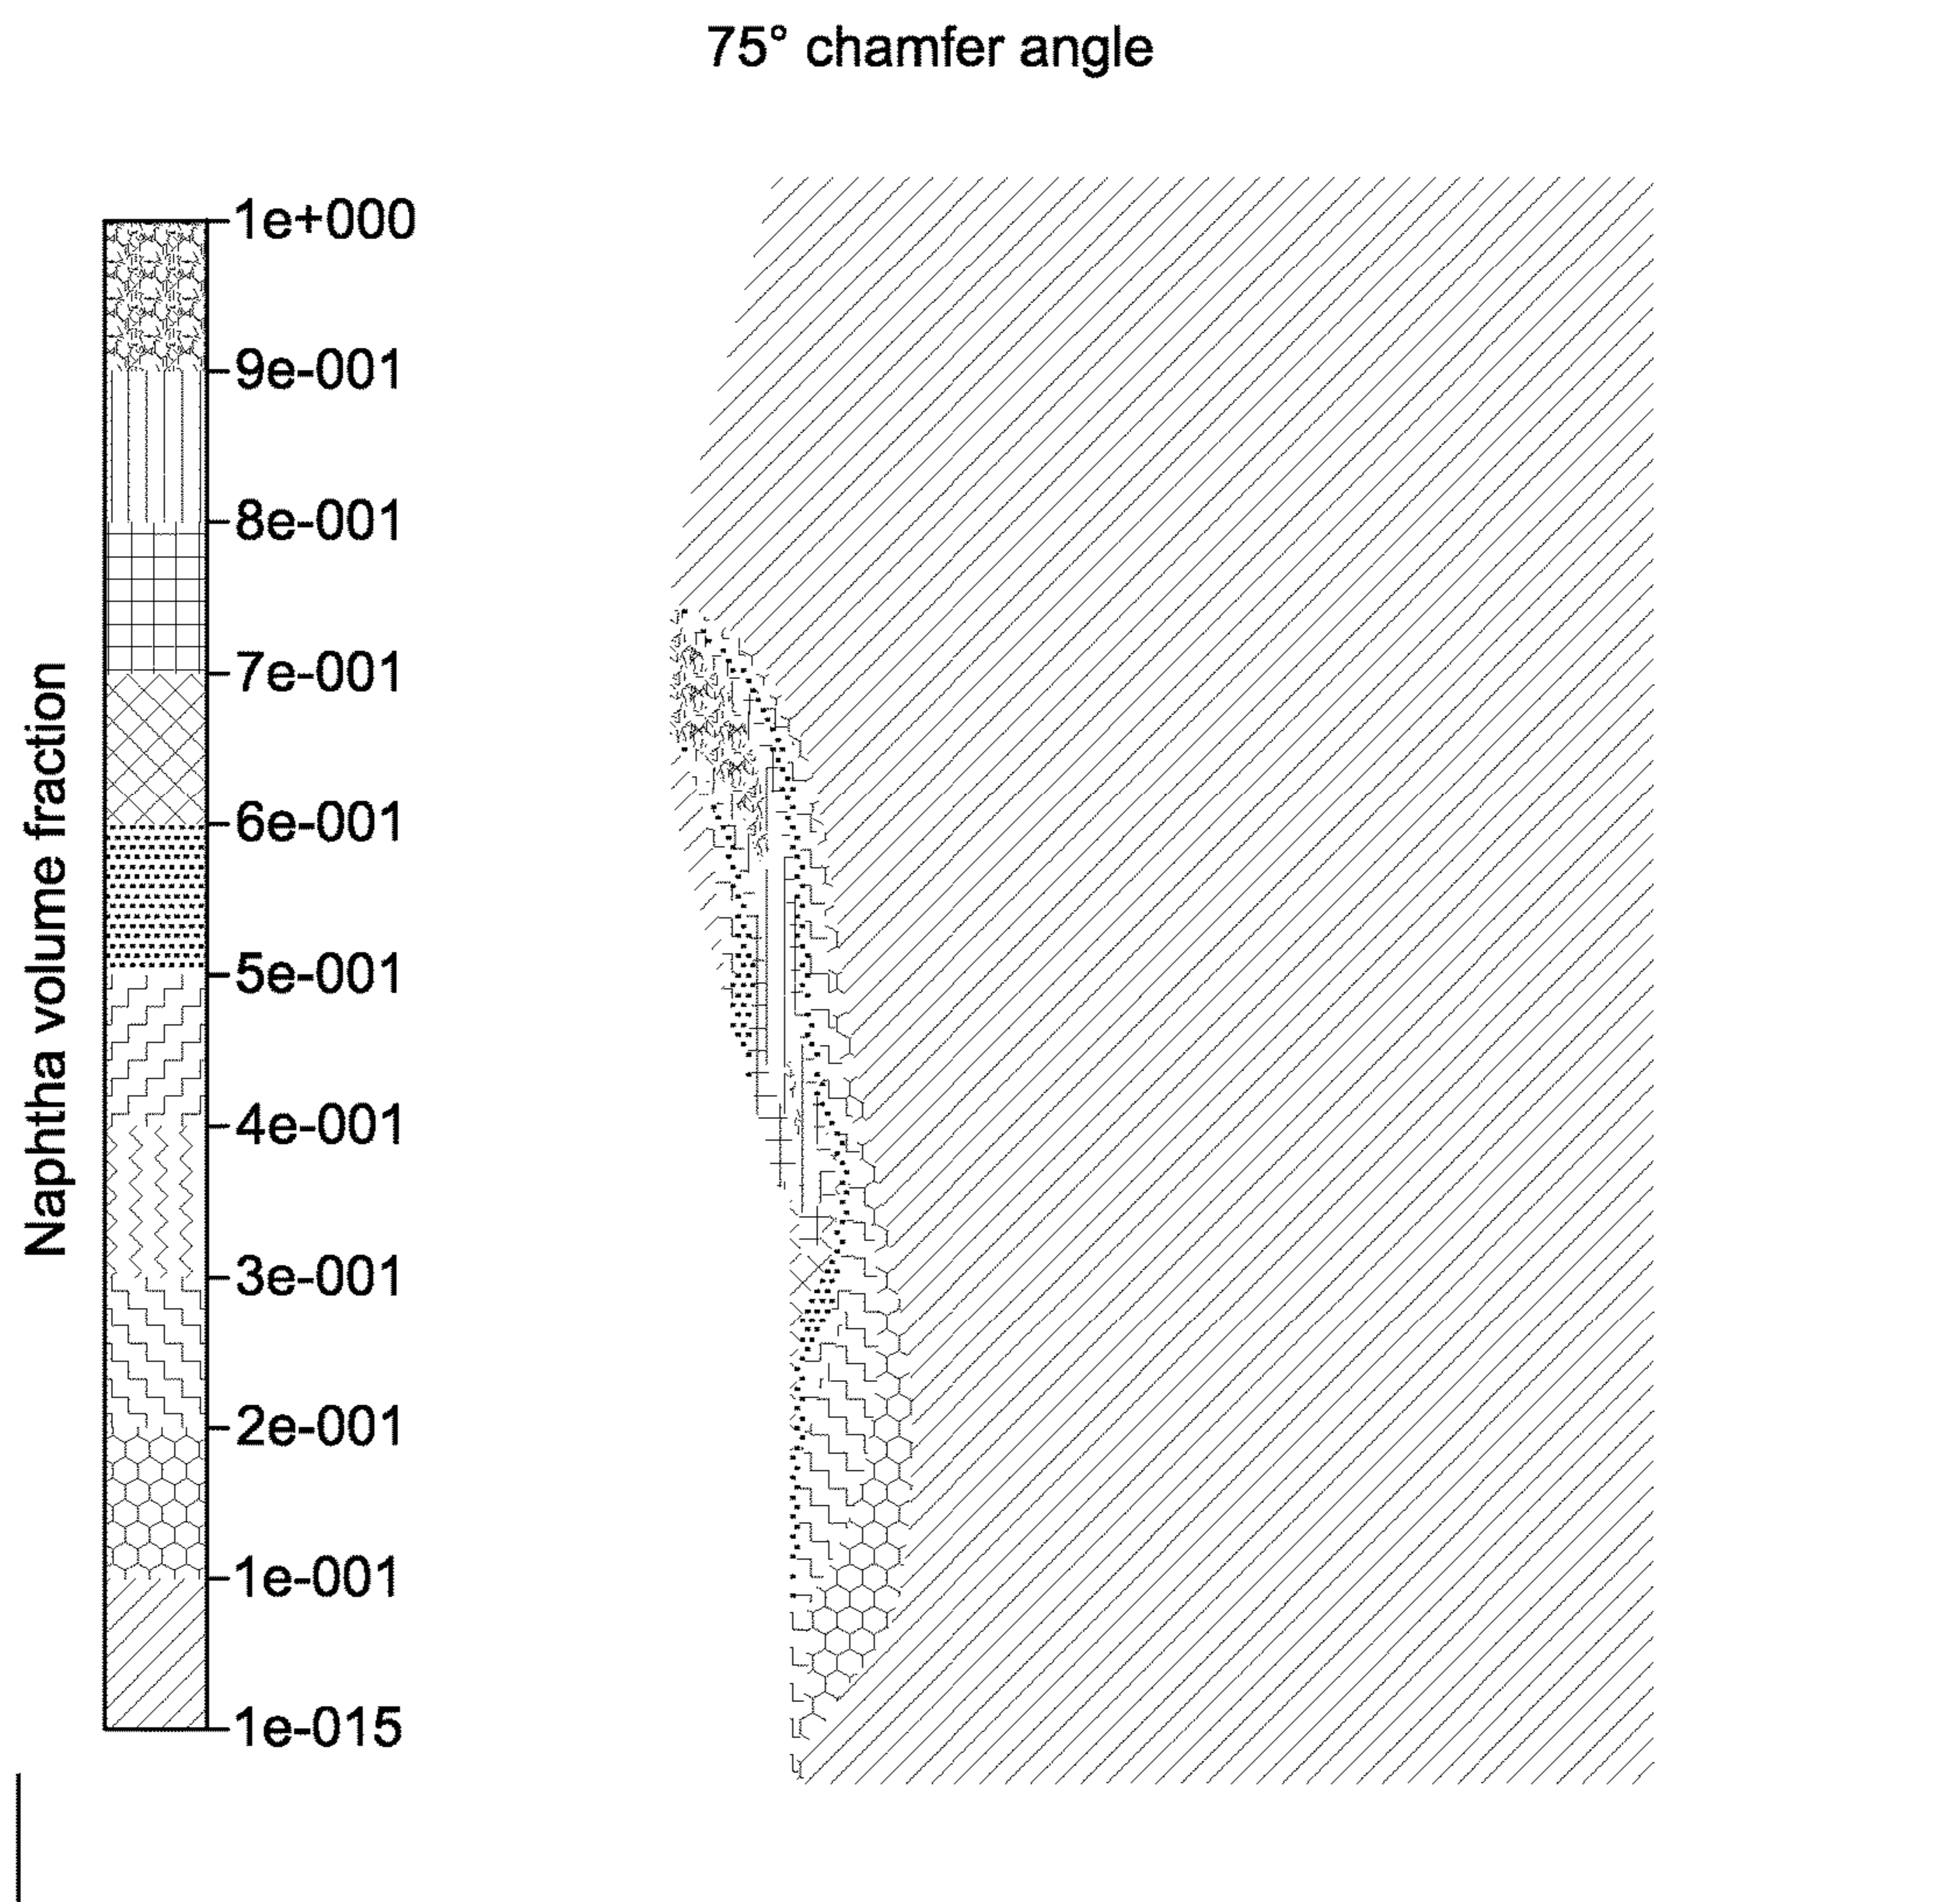 75° chamfer angle
Naphtha volume fraction
1e+000
9e-001
8e-001
7e-001
6e-001
5e-001
4e-001
3e-001
2e-001
1e-001
1e-015